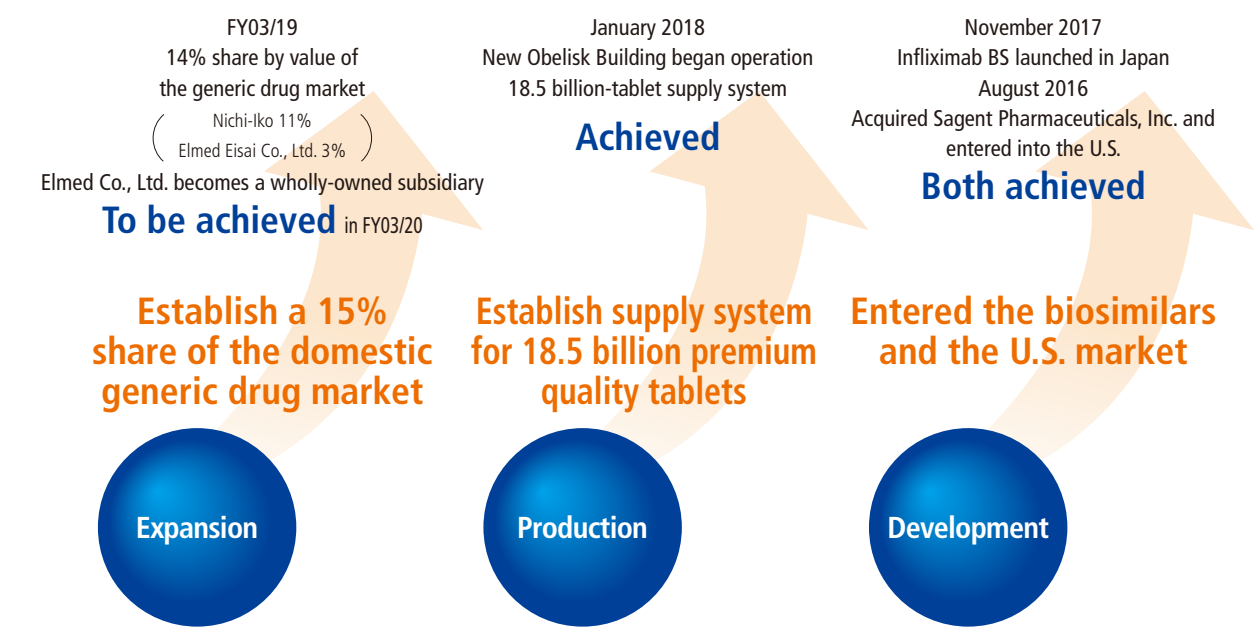 FY03/19
14% share by value of
the generic drug market
Nichi-Iko 11%
Elmed Eisai Co., Ltd. 3%
Elmed Co., Ltd. becomes a wholly-owned subsidiary
To be achieved in FY03/20
Establish a 15%
share of the domestic
generic drug market
Expansion
January 2018
New Obelisk Building began operation
18.5 billion-tablet supply system
Achieved
Establish supply system
for 18.5 billion premium
quality tablets
Production
November 2017
Infliximab BS launched in Japan
August 2016
Acquired Sagent Pharmaceuticals, Inc. and
entered into the U.S.
Both achieved
Entered the biosimilars
and the U.S. market
Development